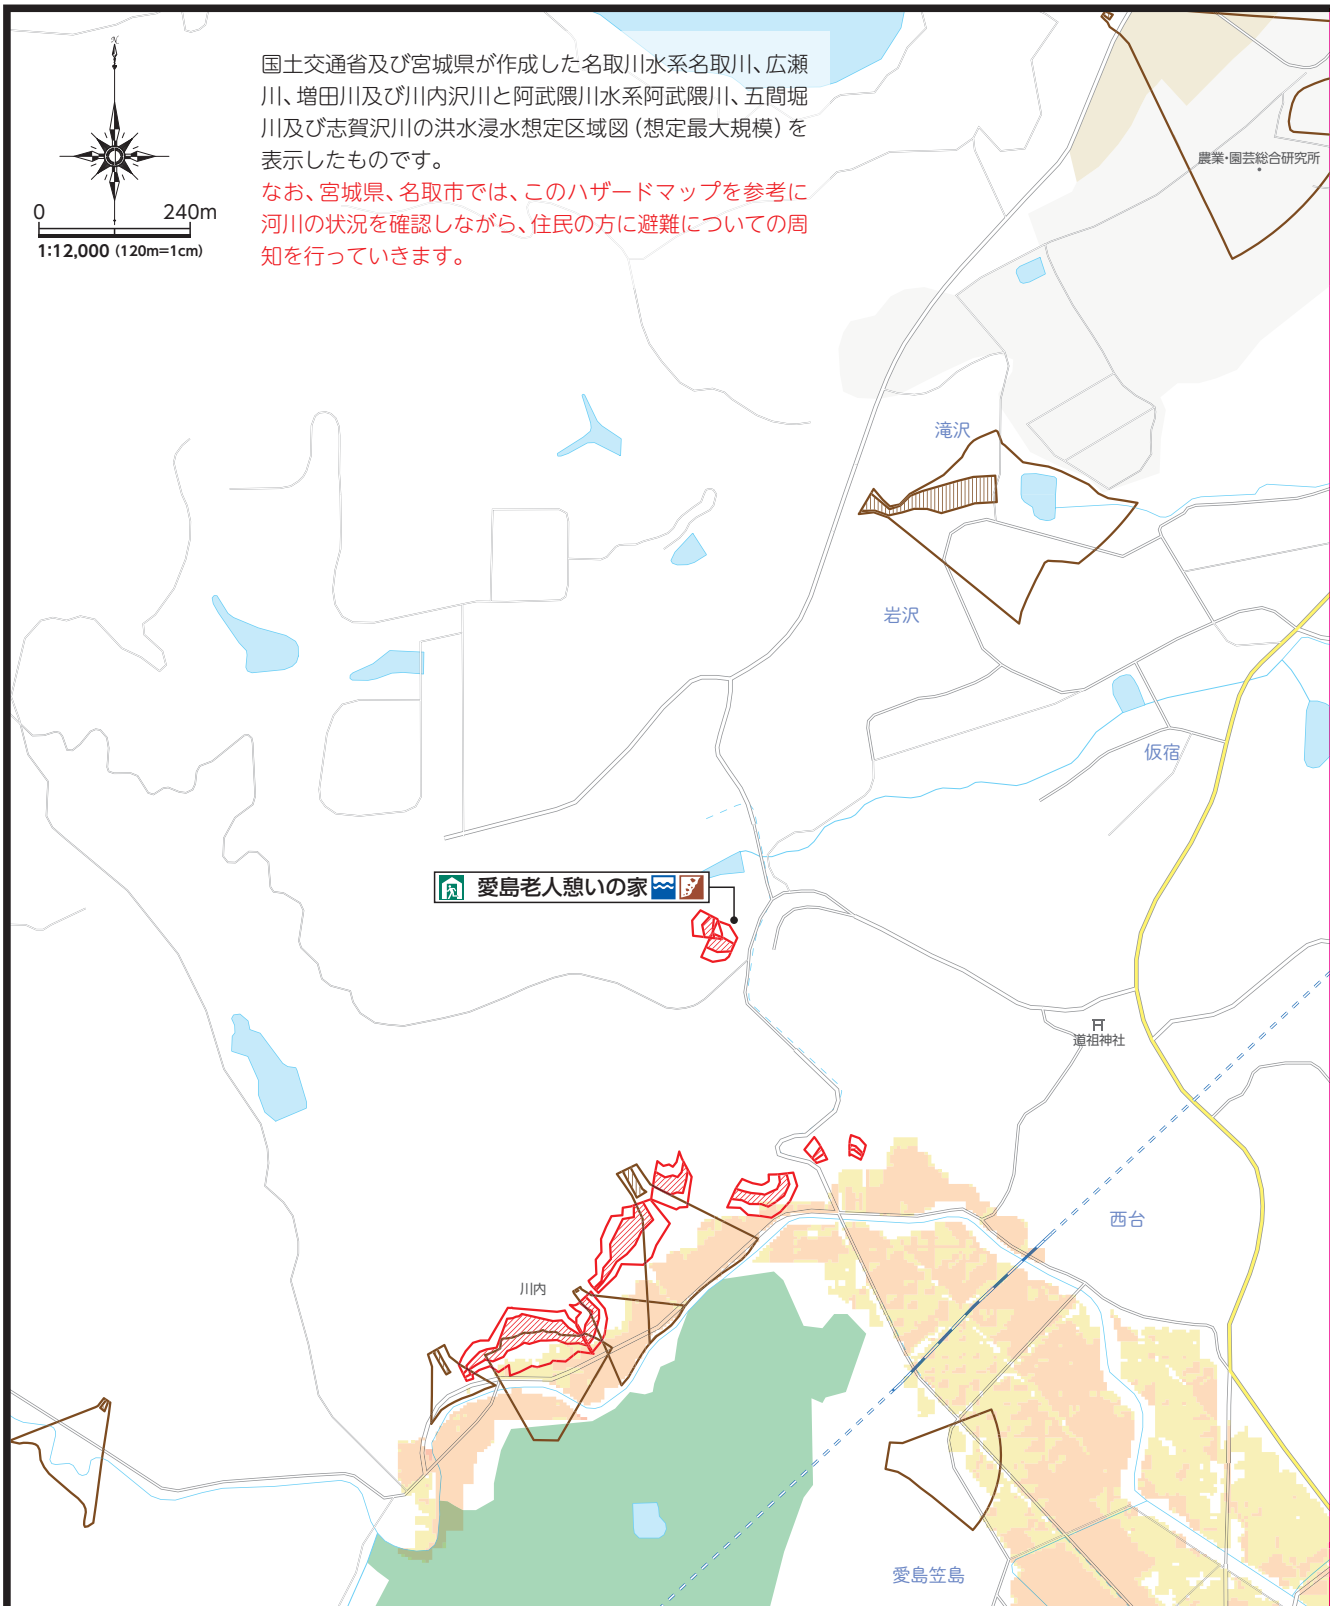 N
国土交通省及び宮城県が作成した名取川水系名取川、広瀬
川、増田川及び川内沢川と阿武隈川水系阿武隈川、五間堀
川及び志賀沢川の洪水浸水想定区域図(想定最大規模)を
表示したものです。
なお、宮城県、名取市では、このハザードマップを参考に
河川の状況を確認しながら、住民の方に避難についての周
知を行っていきます。
0 240m
1:12,000 (120m=1cm)
農業・園芸総合研究所
滝沢
岩沢
仮宿
愛島老人憩いの家
道祖神社
西台
川内
愛島笠島